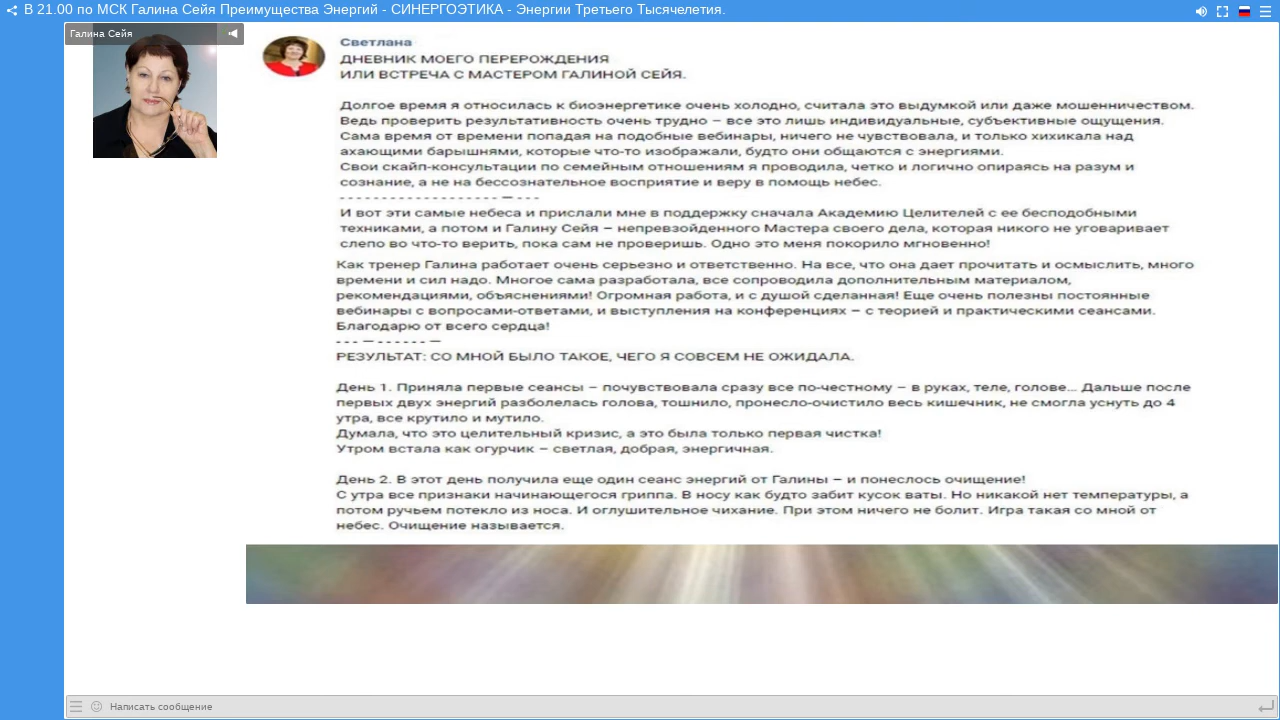 В 21.00 по МСК Галина Сейя Преимущества Энергий - СИНЕРГОЭТИКА - Энергии Третьего Тысячелетия.
Галина Сейя
Светлана
ДНЕВНИК МОЕГО ПЕРЕРОЖДЕНИЯ
ИЛИ ВСТРЕЧА С МАСТЕРОМ ГАЛИНОЙ СЕЙЯ.
Долгое время я относилась к биоэнергетике очень холодно, считала это выдумкой или даже мошенничеством.
Ведь проверить результативность очень трудно – все это лишь индивидуальные, субъективные ощущения.
Сама время от времени попадая на подобные вебинары, ничего не чувствовала, и только хихикала над
ахающими барышнями, которые что-то изображали, будто они общаются с энергиями.
Свои скайп-консультации по семейным отношениям я проводила, четко и логично опираясь на разум и
сознание, а не на бессознательное восприятие и веру в помощь небес.
- - - - - - - - - - - - - - - - - - - — - - -
И вот эти самые небеса и прислали мне в поддержку сначала Академию Целителей с ее бесподобными
техниками, а потом и Галину Сейя – непревзойденного Мастера своего дела, которая никого не уговаривает
слепо во что-то верить, пока сам не проверишь. Одно это меня покорило мгновенно!
Как тренер Галина работает очень серьезно и ответственно. На все, что она дает прочитать и осмыслить, много
времени и сил надо. Многое сама разработала, все сопроводила дополнительным материалом,
рекомендациями, объяснениями! Огромная работа, и с душой сделанная! Еще очень полезны постоянные
вебинары с вопросами-ответами, и выступления на конференциях – с теорией и практическими сеансами.
Благодарю от всего сердца!
- - - — - - - - - - —
РЕЗУЛЬТАТ: СО МНОЙ БЫЛО ТАКОЕ, ЧЕГО Я СОВСЕМ НЕ ОЖИДАЛА.
День 1. Приняла первые сеансы – почувствовала сразу все по-честному – в руках, теле, голове... Дальше после
первых двух энергий разболелась голова, тошнило, пронесло-очистило весь кишечник, не смогла уснуть до 4
утра, все крутило и мутило.
Думала, что это целительный кризис, а это была только первая чистка!
Утром встала как огурчик – светлая, добрая, энергичная.
День 2. В этот день получила еще один сеанс энергий от Галины – и понеслось очищение!
С утра все признаки начинающегося гриппа. В носу как будто забит кусок ваты. Но никакой нет температуры, а
потом ручьем потекло из носа. И оглушительное чихание. При этом ничего не болит. Игра такая со мной от
небес. Очищение называется.
Написать сообщение